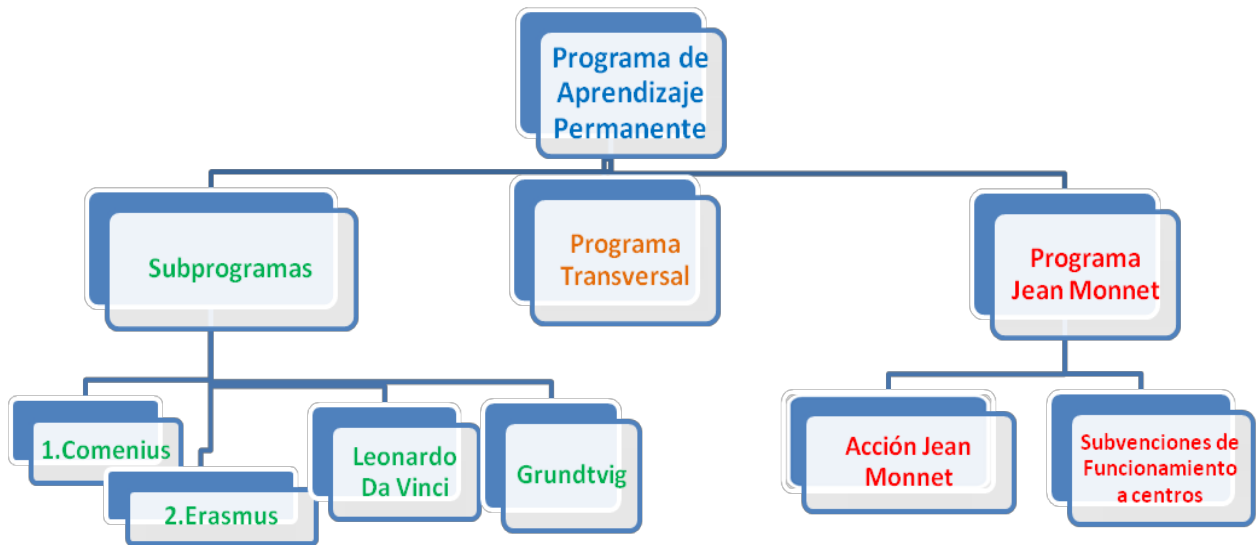 Programa de
Aprendizaje
Permanente
Subprogramas
Programa
Transversal
Programa
Jean Monnet
1.Comenius
2.Erasmus
Leonardo
Da Vinci
Grundtvig
Acción Jean
Monnet
Subvenciones de
Funcionamiento
a centros